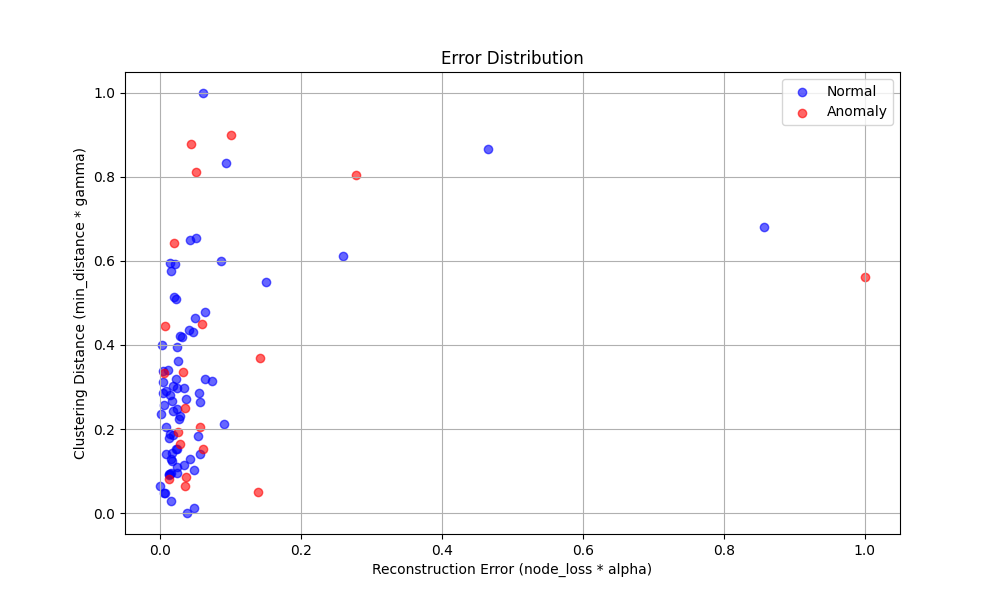 Error Distribution
Normal
Anomaly
Clustering Distance (min_distance * gamma)
1.0
0.8
0.6
0.4
0.2
0.0
0.0 0.2 0.4 0.6 0.8 1.0
Reconstruction Error (node_loss * alpha)